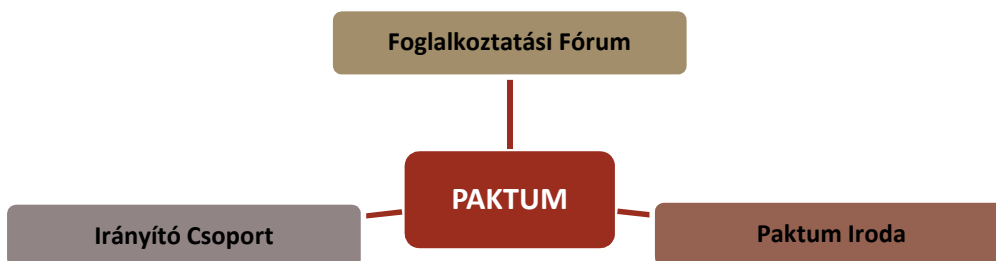 Foglalkoztatási Fórum
PAKTUM
Irányító Csoport
Paktum Iroda